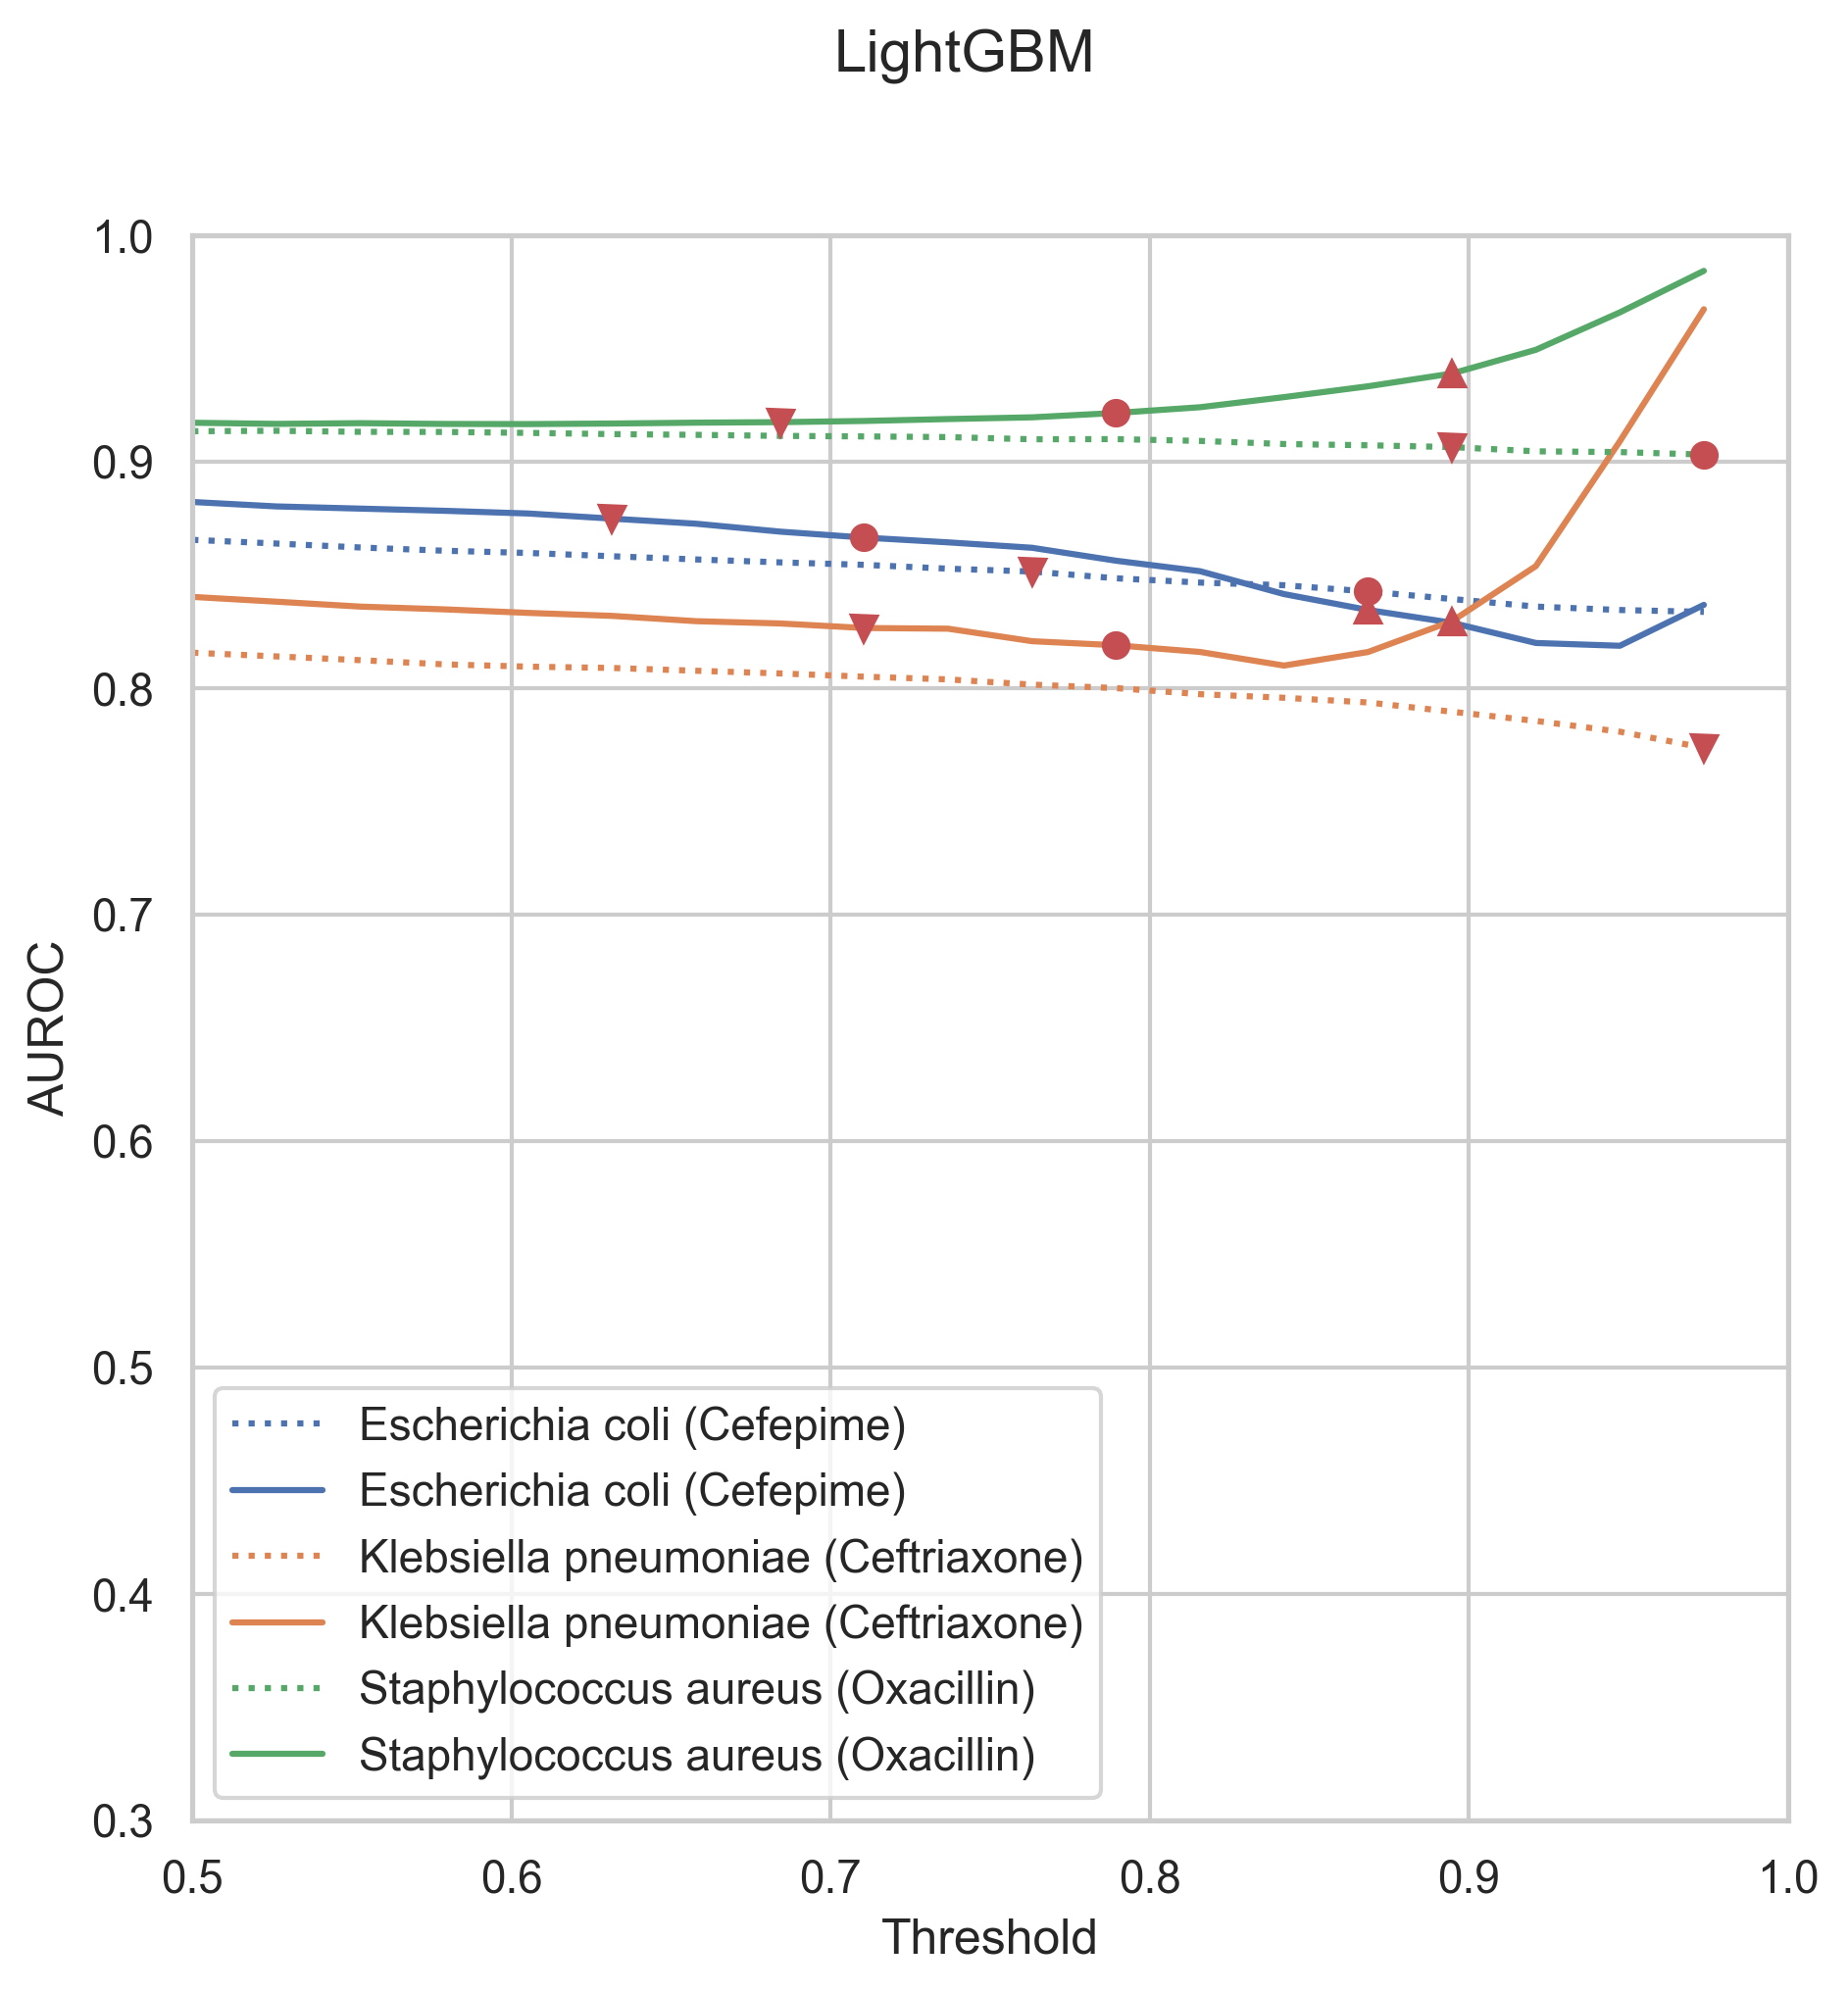 LightGBM
1.0
0.9
0.8
0.7
0.6
0.5
0.4
0.3
AUROC
Escherichia coli (Cefepime)
Escherichia coli (Cefepime)
Klebsiella pneumoniae (Ceftriaxone)
Klebsiella pneumoniae (Ceftriaxone)
Staphylococcus aureus (Oxacillin)
Staphylococcus aureus (Oxacillin)
0.5 0.6 0.7 0.8 0.9 1.0
Threshold